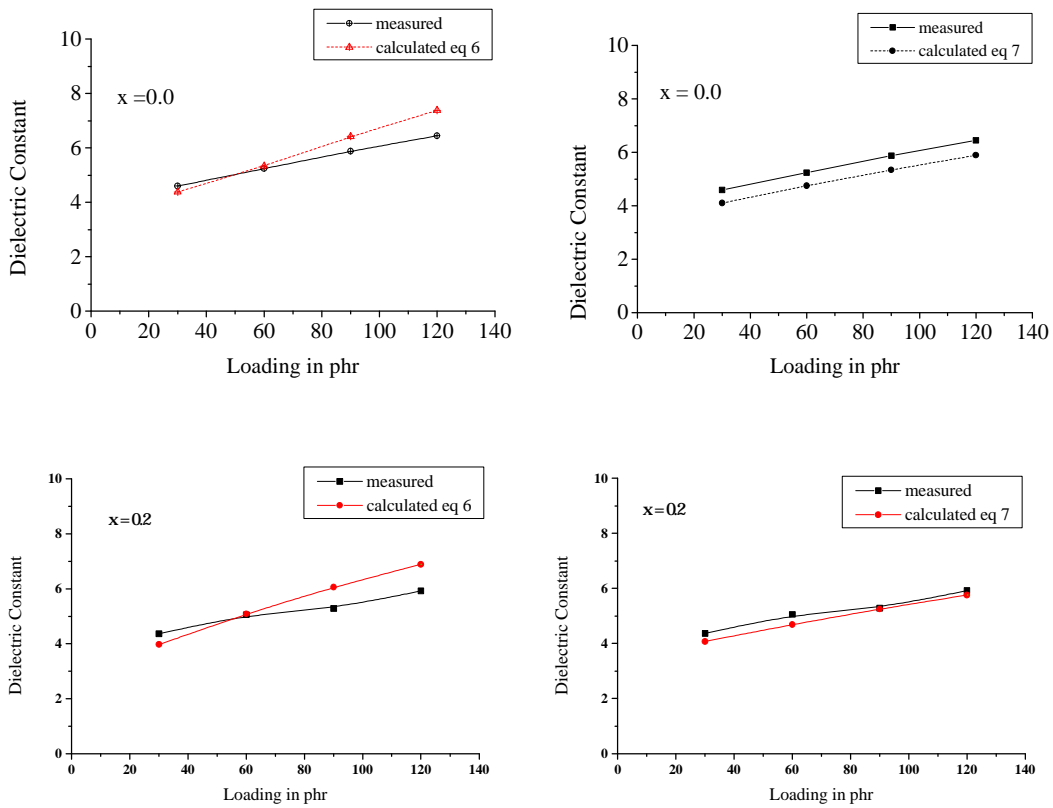 measured
calculated eq 6
x =0.0
Dielectric Constant
10
8
6
4
2
0
0 20 40 60 80 100 120 140
Loading in phr
measured
calculated eq 7
x = 0.0
Dielectric Constant
10
8
6
4
2
0
0 20 40 60 80 100 120 140
Loading in phr
measured
calculated eq 6
x=0.2
Dielectric Constant
10
8
6
4
2
0
0 20 40 60 80 100 120 140
Loading in phr
measured
calculated eq 7
x=0.2
Dielectric Constant
10
8
6
4
2
0
0 20 40 60 80 100 120 140
Loading in phr